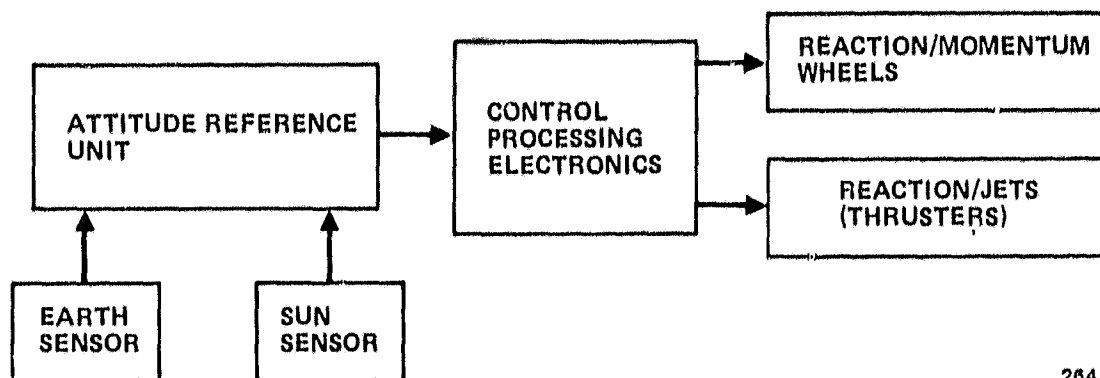 ATTITUDE REFERENCE
UNIT
CONTROL
PROCESSING
ELECTRONICS
REACTION/MOMENTUM
WHEELS
REACTION/JETS
(THRUSTERS)
EARTH
SENSOR
SUN
SENSOR
264